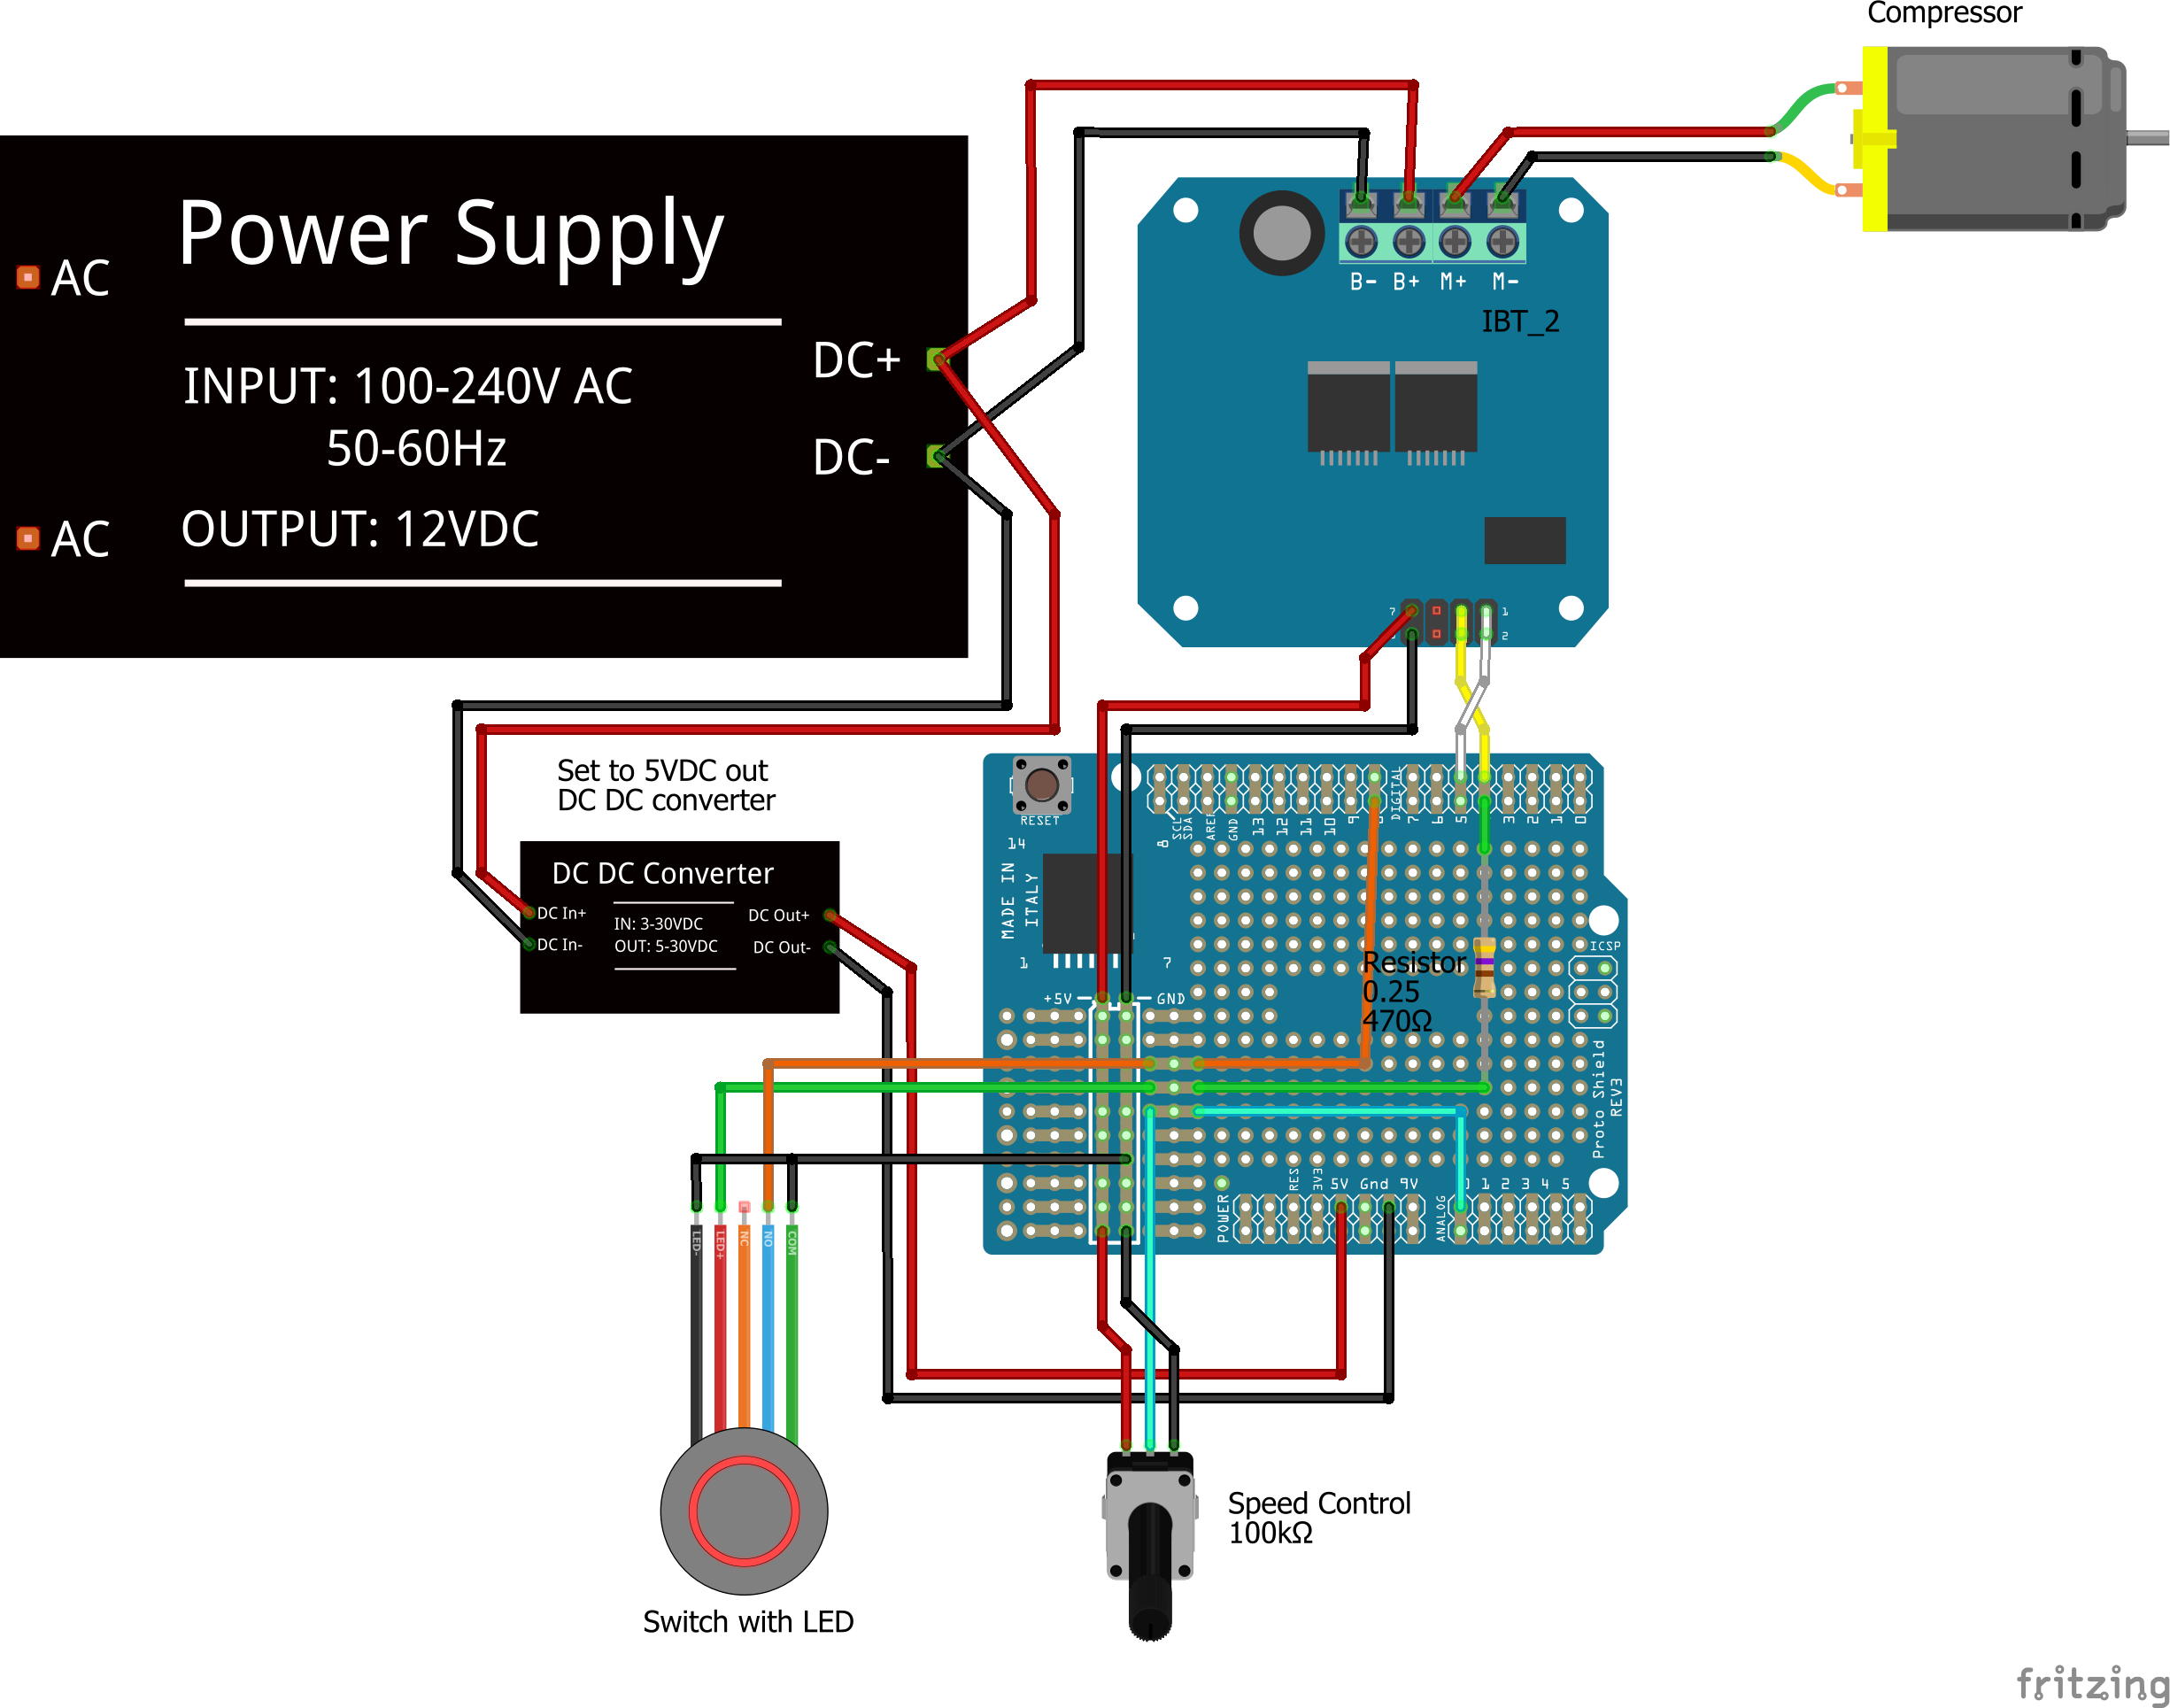 Compressor
Power Supply
AC
INPUT: 100-240V AC
50-60Hz
OUTPUT: 12VDC
AC
DC+
DC-
B- B+ M+ M-
IBT_2
7
1
2
Set to 5VDC out
DC DC converter
DC DC Converter
DC In+
DC In-
IN: 3-30VDC
OUT: 5-30VDC
DC Out+
DC Out-
RESET
14
MADE IN
ITALY
1
7
8
SCL
SDA
AREF
GND
13
12
11
10
9
8
DIGITAL
7
6
5
3
2
1
0
ICSP
Resistor
0.25
470Ω
+5V
GND
Proto Shield
REV3
RES
3V3
5V Gnd 9V
POWER
ANALOG
0 1 2 3 4 5
LED-
LED+
NC
NO
COM
Speed Control
100kΩ
Switch with LED
fritzing